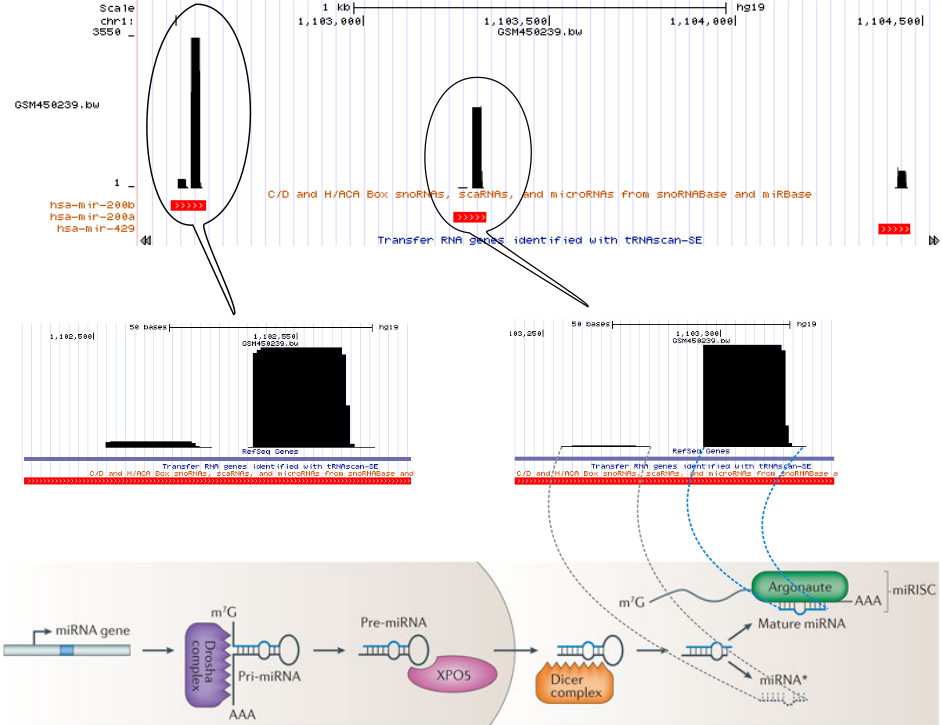 Scale 1 kb hg19
chr1: 1,103,000 1,103,500 1,104,000 1,104,500
3550 _ GSM450239.bw
GSM450239.bw
1 _
C/D and H/ACA Box snoRNAs, scaRNAs, and microRNAs from snoRNABase and miRBase
hsa-mir-200b
hsa-mir-200a
hsa-mir-429
Transfer RNA genes identified with tRNAscan-SE
50 bases hg19
1,102,500 1,102,550
GSM450239.bw
RefSeq Genes
Transfer RNA genes identified with tRNAscan-SE
C/D and H/ACA Box snoRNAs, scaRNAs, and microRNAs from snoRNABase and
50 bases hg19
03,250 1,103,300
GSM450239.bw
RefSeq Genes
Transfer RNA genes identified with tRNAscan-SE
C/D and H/ACA Box snoRNAs, scaRNAs, and microRNAs from snoRNABase a
miRNA gene
m7G
Drosha complex
Pri-miRNA
AAA
Pre-miRNA
XPO5
Dicer
complex
m7G
Argonaute
AAA
miRISC
Mature miRNA
miRNA*